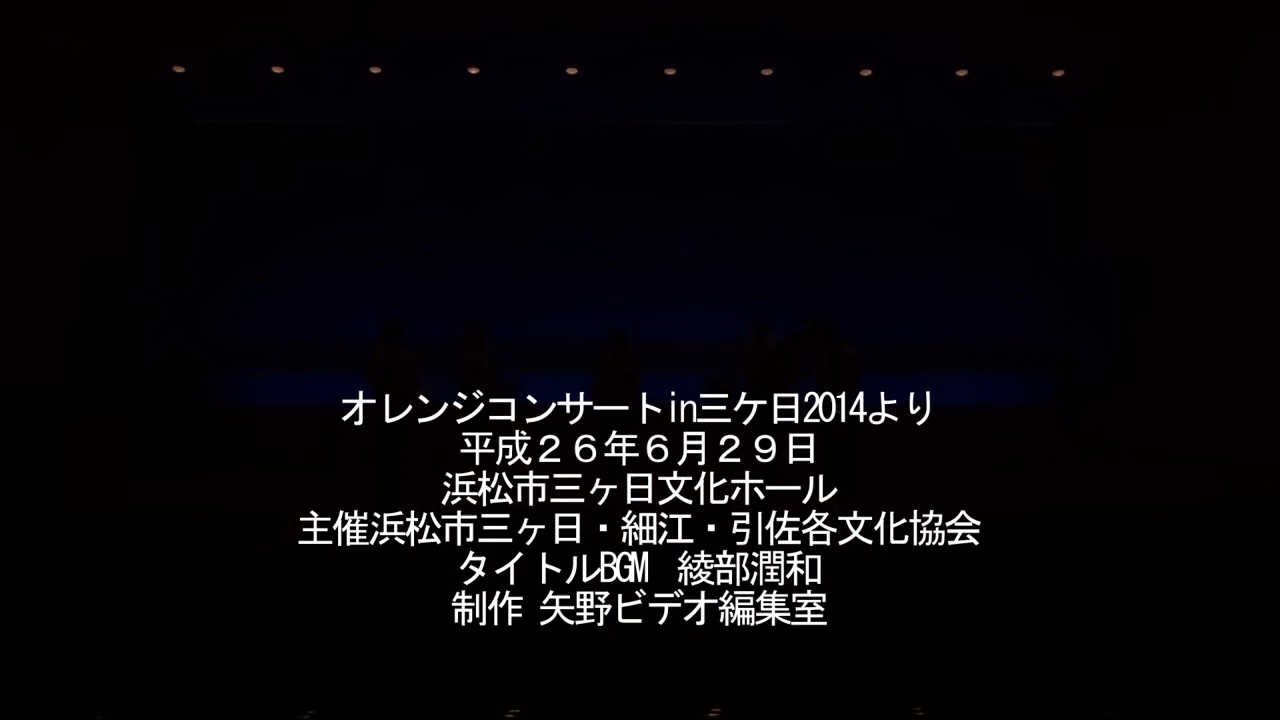 オレンジコンサートin三ケ日2014より
平成２６年６月２９日
浜松市三ヶ日文化ホール
主催浜松市三ヶ日・細江・引佐各文化協会
タイトルBGM　綾部潤和
制作 矢野ビデオ編集室